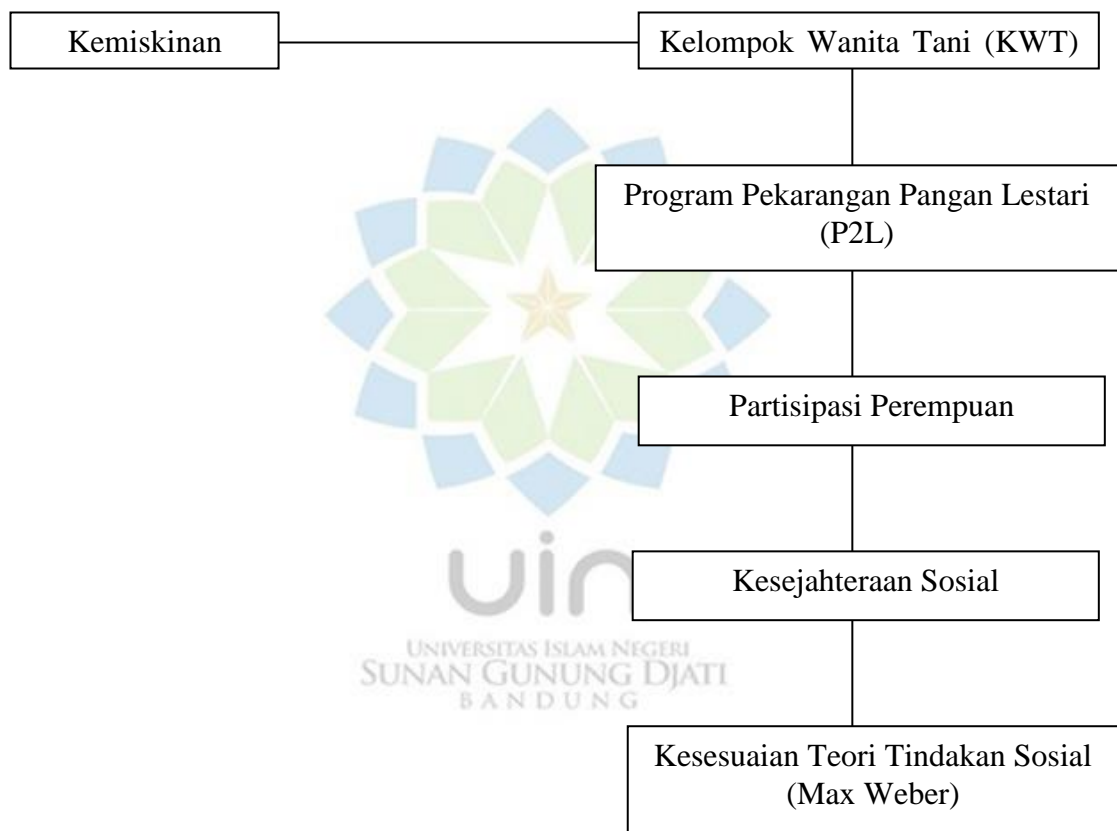 Kemiskinan
Kelompok Wanita Tani (KWT)
Program Pekarangan Pangan Lestari
(P2L)
Partisipasi Perempuan
uin
Kesejahteraan Sosial
UNIVERSITAS ISLAM NEGERI
SUNAN GUNUNG DJATI
BANDUNG
Kesesuaian Teori Tindakan Sosial
(Max Weber)